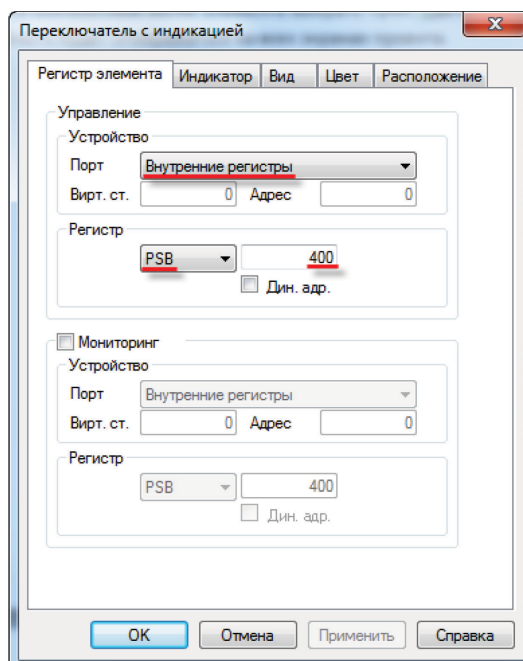 Переключатель с индикацией
Регистр элемента Индикатор Вид Цвет Расположение
Управление
Устройство
Порт Внутренние регистры
Вирт. ст. 0 Адрес 0
Регистр
PSB 400
Дин. адр.
Мониторинг
Устройство
Порт Внутренние регистры
Вирт. ст. 0 Адрес 0
Регистр
PSB 400
Дин. адр.
OK Отмена Применить Справка